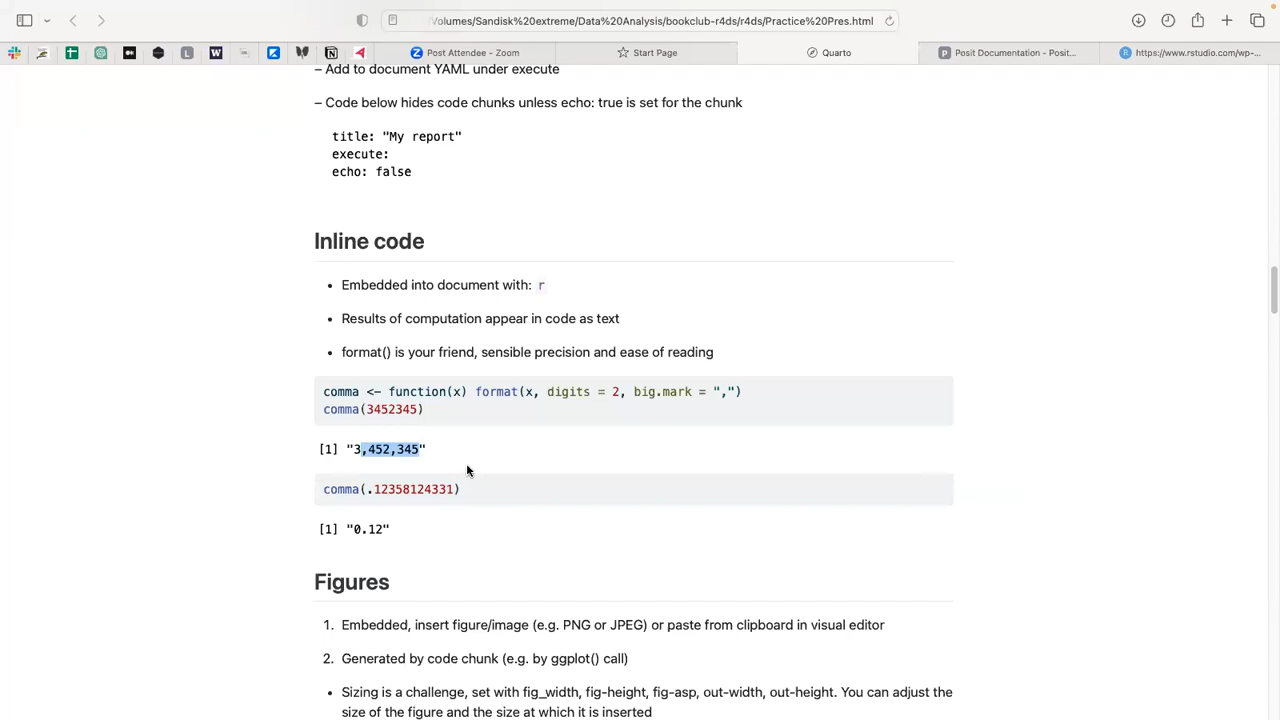 /Volumes/Sandisk%20extreme/Data%20Analysis/bookclub-r4ds/r4ds/Practice%20Pres.html
Post Attendee - Zoom
Start Page
Quarto
Posit Documentation - Posit...
https://www.rstudio.com/wp-...
– Add to document YAML under execute
– Code below hides code chunks unless echo: true is set for the chunk
title: "My report"
execute:
echo: false
Inline code
• Embedded into document with: r
• Results of computation appear in code as text
• format() is your friend, sensible precision and ease of reading
comma <- function(x) format(x, digits = 2, big.mark = ",")
comma(3452345)
[1] "3,452,345"
comma(.12358124331)
[1] "0.12"
Figures
1. Embedded, insert figure/image (e.g. PNG or JPEG) or paste from clipboard in visual editor
2. Generated by code chunk (e.g. by ggplot() call)
• Sizing is a challenge, set with fig_width, fig-height, fig-asp, out-width, out-height. You can adjust the
size of the figure and the size at which it is inserted